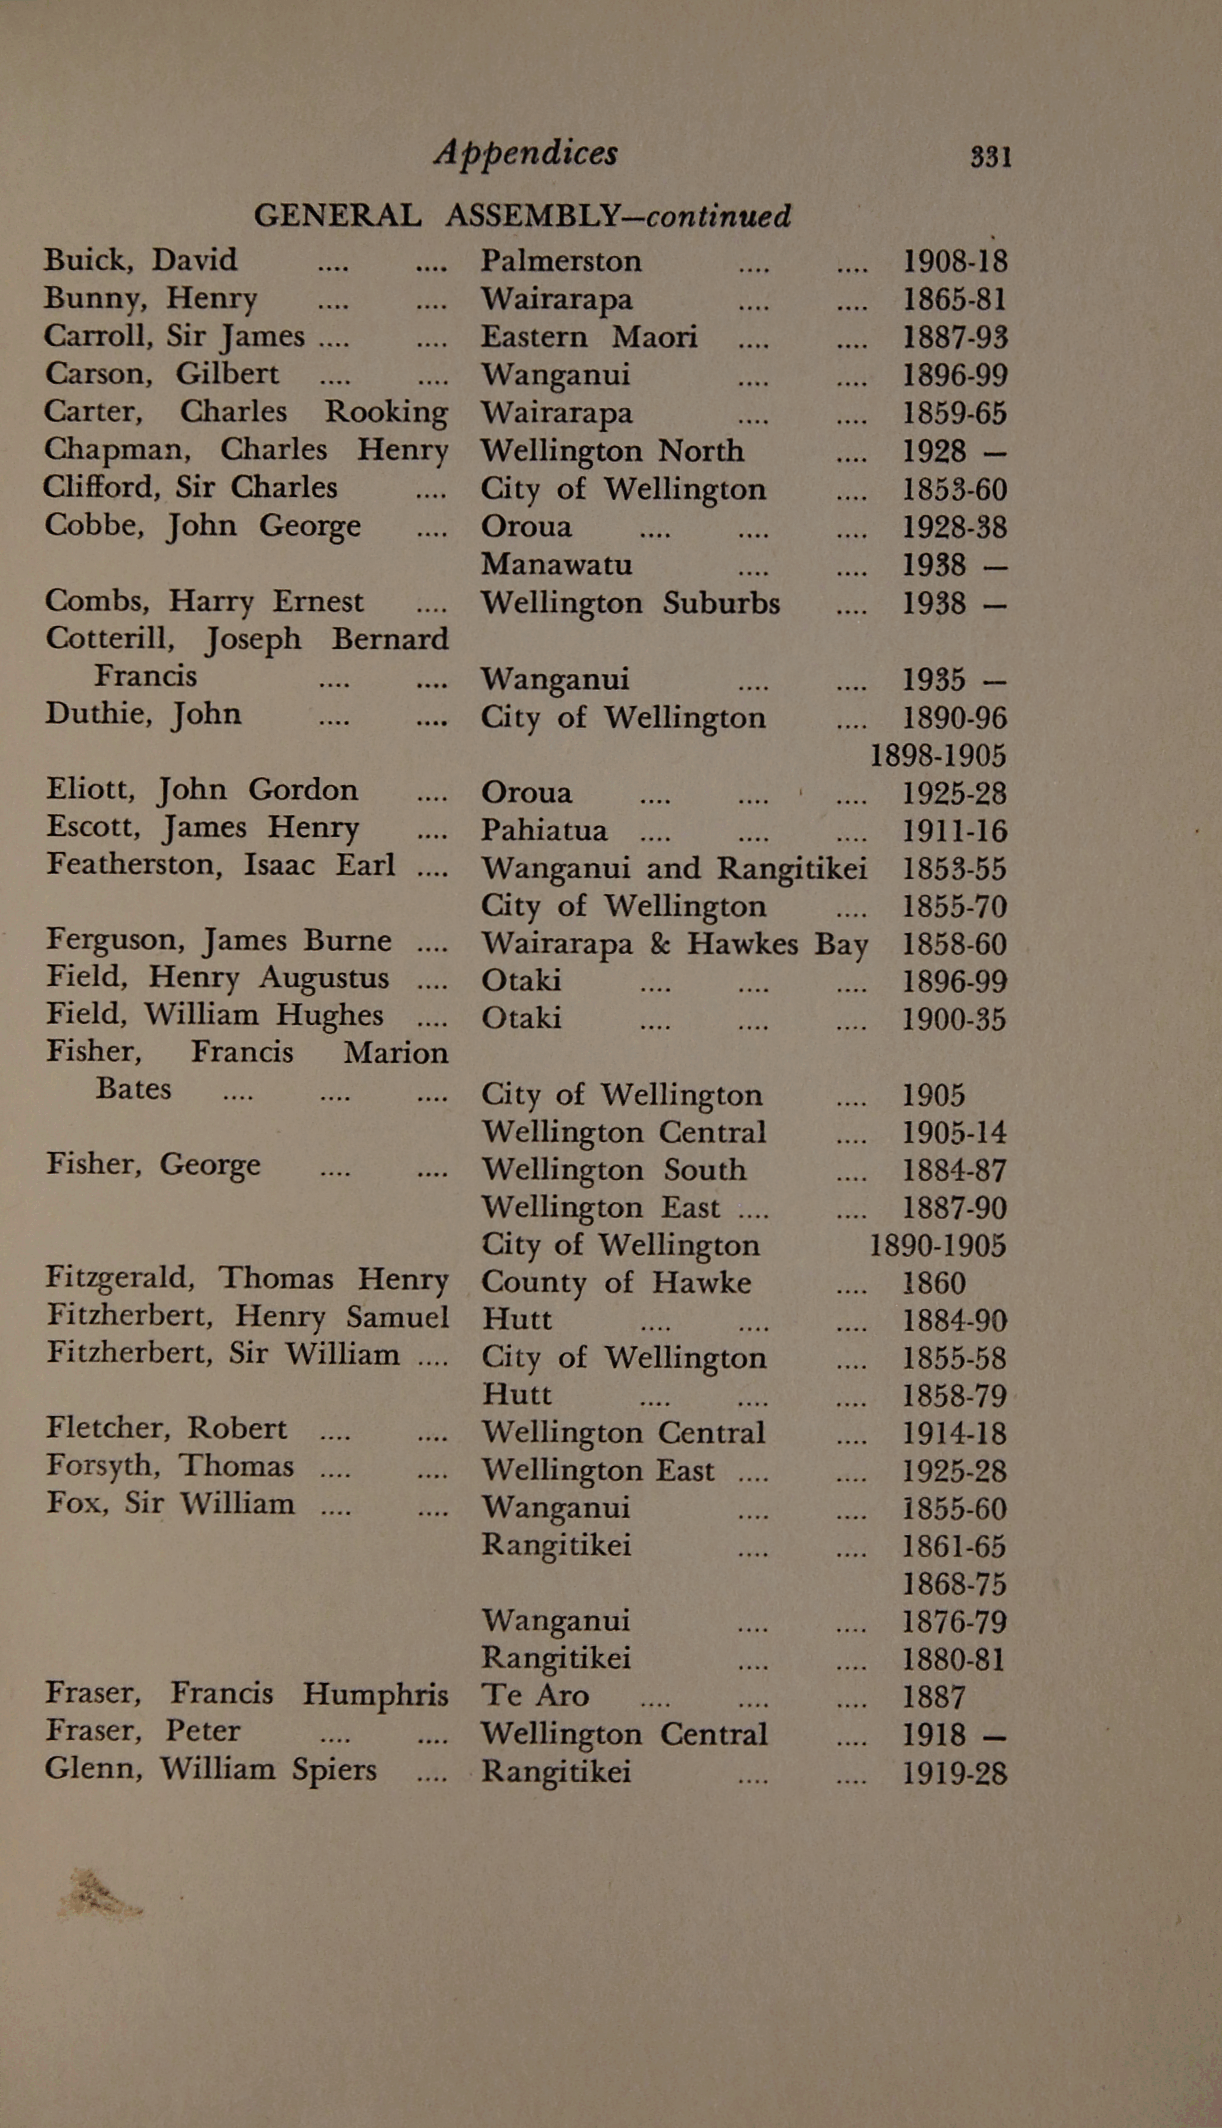 Appendices 331
GENERAL ASSEMBLY—continued
Buick, David .... .... Palmerston .... .... 1908-18
Bunny, Henry .... .... Wairarapa .... .... 1865-81
Carroll, Sir James .... .... Eastern Maori .... .... 1887-93
Carson, Gilbert .... .... Wanganui .... .... 1896-99
Carter, Charles Rooking Wairarapa .... .... 1859-65
Chapman, Charles Henry Wellington North .... 1928 —
Clifford, Sir Charles .... City of Wellington .... 1853-60
Cobbe, John George .... Oroua .... .... .... 1928-38
Manawatu .... .... 1938 —
Combs, Harry Ernest .... Wellington Suburbs .... 1938 —
Cotterill, Joseph Bernard
Francis .... .... Wanganui .... .... 1935 —
Duthie, John .... .... City of Wellington .... 1890-96
1898-1905
Eliott, John Gordon .... Oroua .... .... .... 1925-28
Escott, James Henry .... Pahiatua .... .... .... 1911-16
Featherston, Isaac Earl .... Wanganui and Rangitikei 1853-55
City of Wellington .... 1855-70
Ferguson, James Burne .... Wairarapa & Hawkes Bay 1858-60
Field, Henry Augustus .... Otaki .... .... .... 1896-99
Field, William Hughes .... Otaki .... .... .... 1900-35
Fisher, Francis Marion
Bates .... .... .... City of Wellington .... 1905
Wellington Central .... 1905-14
Fisher, George .... .... Wellington South .... 1884-87
Wellington East .... .... 1887-90
City of Wellington 1890-1905
Fitzgerald, Thomas Henry County of Hawke .... 1860
Fitzherbert, Henry Samuel Hutt .... .... .... 1884-90
Fitzherbert, Sir William .... City of Wellington .... 1855-58
Hutt .... .... .... 1858-79
Fletcher, Robert .... .... Wellington Central .... 1914-18
Forsyth, Thomas .... .... Wellington East .... .... 1925-28
Fox, Sir William .... .... Wanganui .... .... 1855-60
Rangitikei .... .... 1861-65
1868-75
Wanganui .... .... 1876-79
Rangitikei .... .... 1880-81
Fraser, Francis Humphris Te Aro .... .... .... 1887
Fraser, Peter .... .... Wellington Central .... 1918 —
Glenn, William Spiers .... Rangitikei .... .... 1919-28